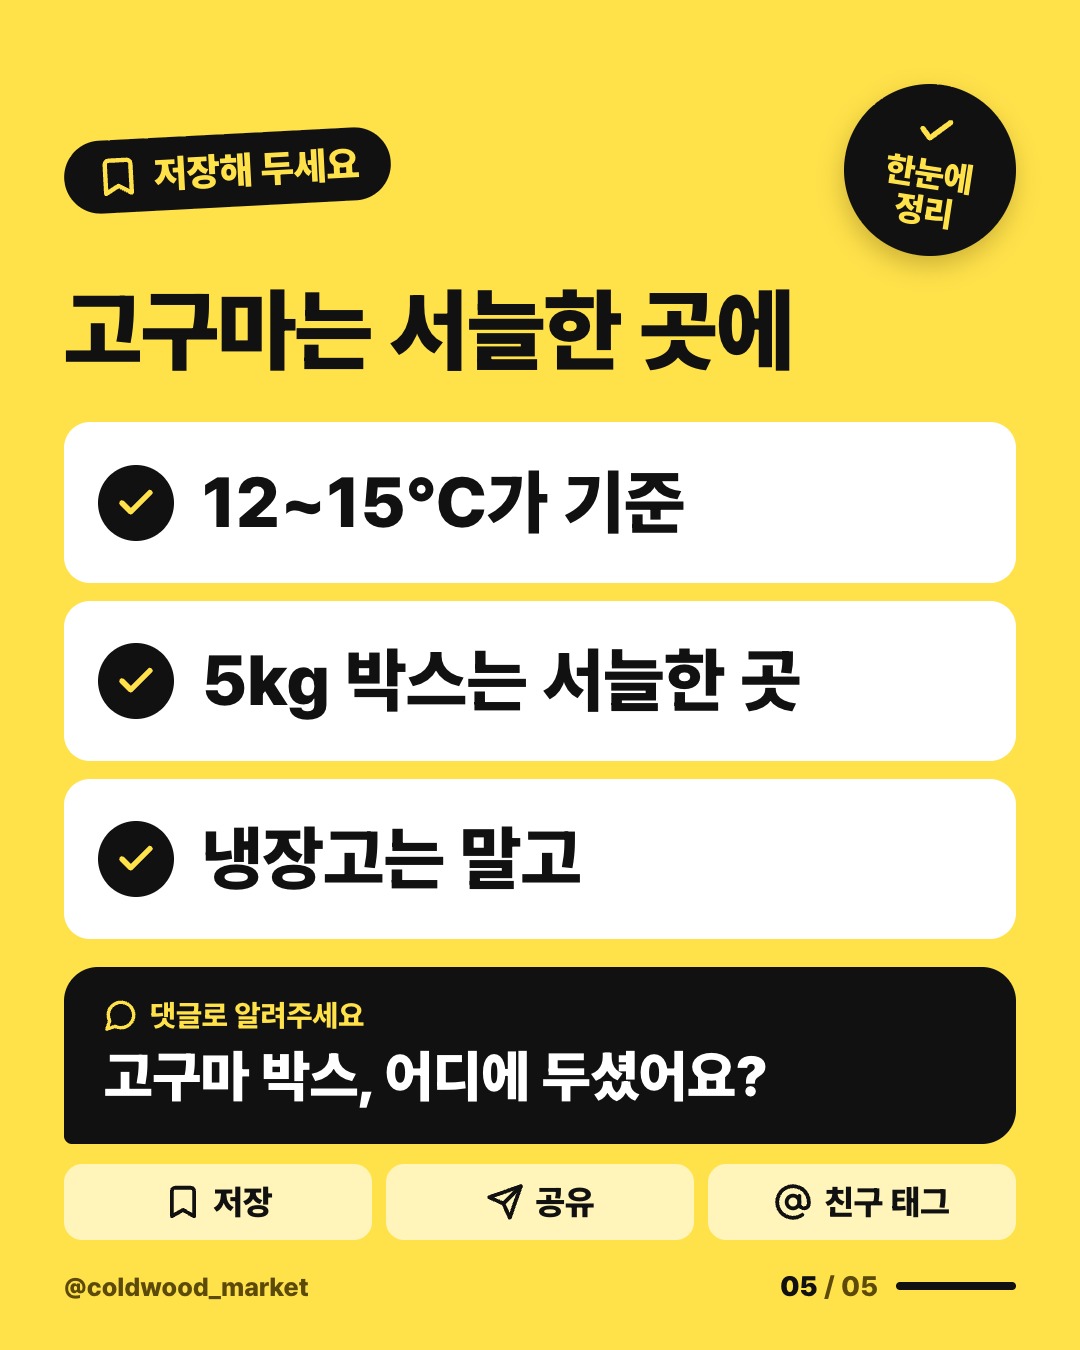 저장해 두세요
한눈에
정리
고구마는 서늘한 곳에
12~15°C가 기준
5kg 박스는 서늘한 곳
냉장고는 말고
댓글로 알려주세요
고구마 박스, 어디에 두셨어요?
저장
공유
친구 태그
@coldwood_market
05 / 05